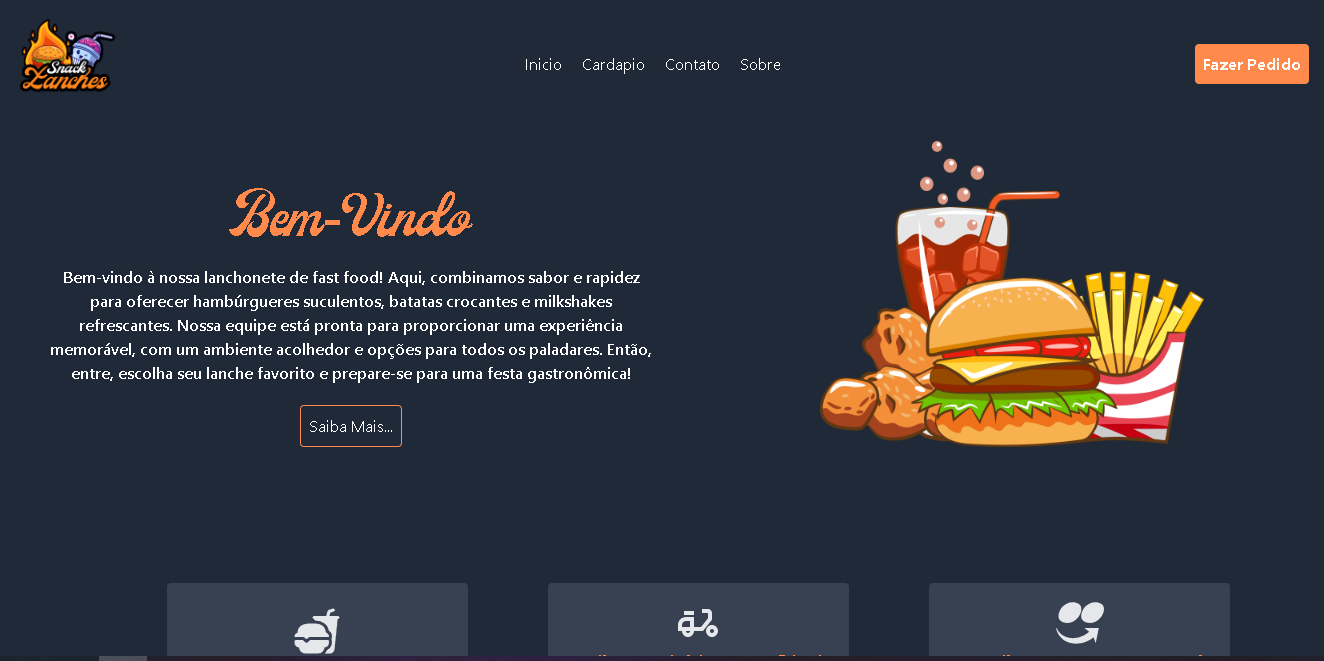 Snack
Lanches
Inicio Cardapio Contato Sobre
Fazer Pedido
Bem-Vindo
Bem-vindo à nossa lanchonete de fast food! Aqui, combinamos sabor e rapidez
para oferecer hambúrgueres suculentos, batatas crocantes e milkshakes
refrescantes. Nossa equipe está pronta para proporcionar uma experiência
memorável, com um ambiente acolhedor e opções para todos os paladares. Então,
entre, escolha seu lanche favorito e prepare-se para uma festa gastronômica!
Saiba Mais...